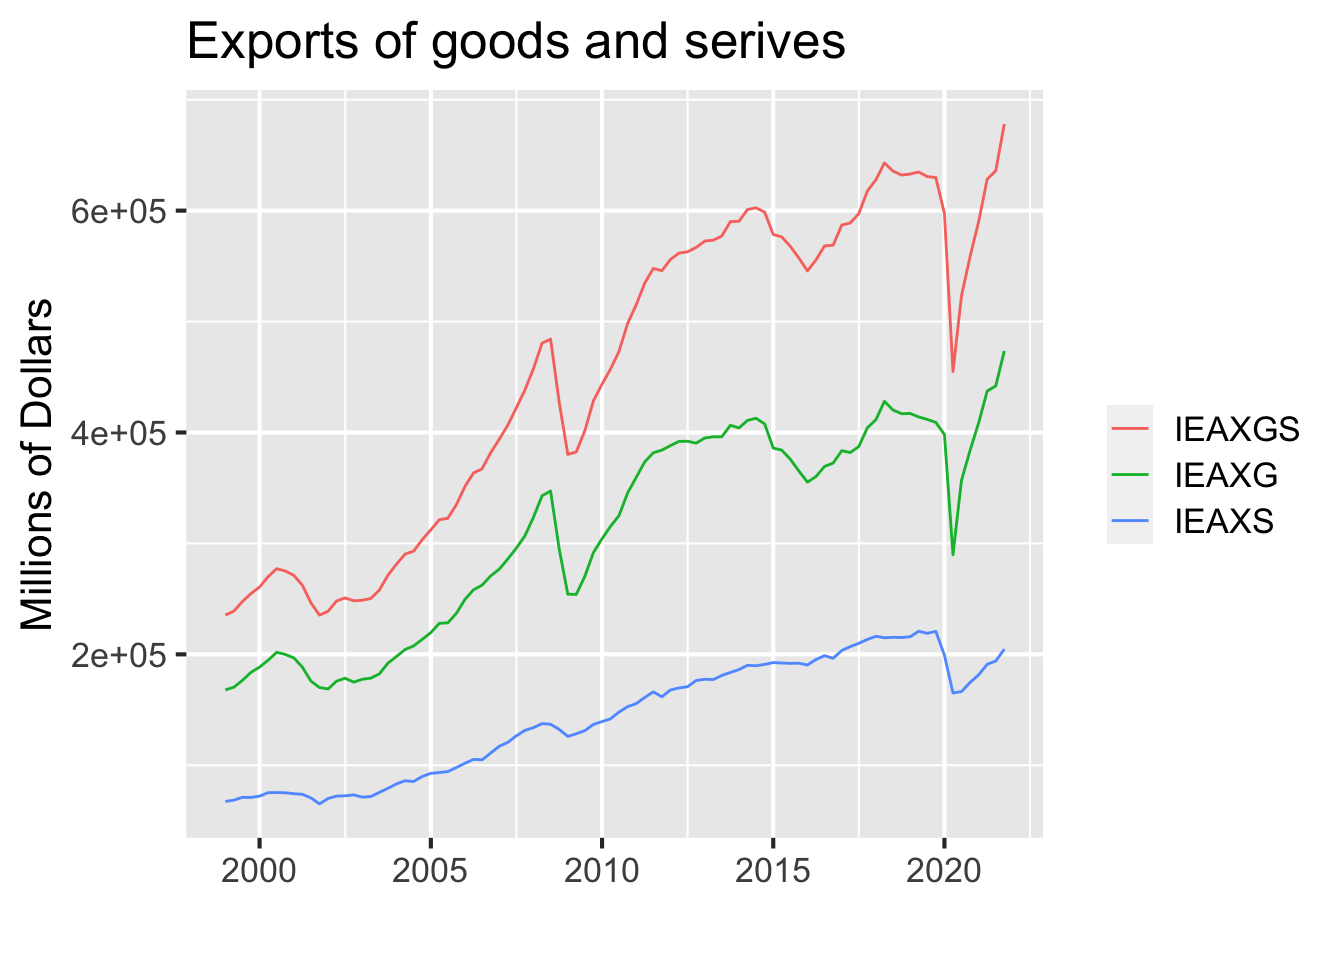 Exports of goods and serives
Millions of Dollars
6e+05
4e+05
2e+05
2000
2005
2010
2015
2020
IEAXGS
IEAXG
IEAXS